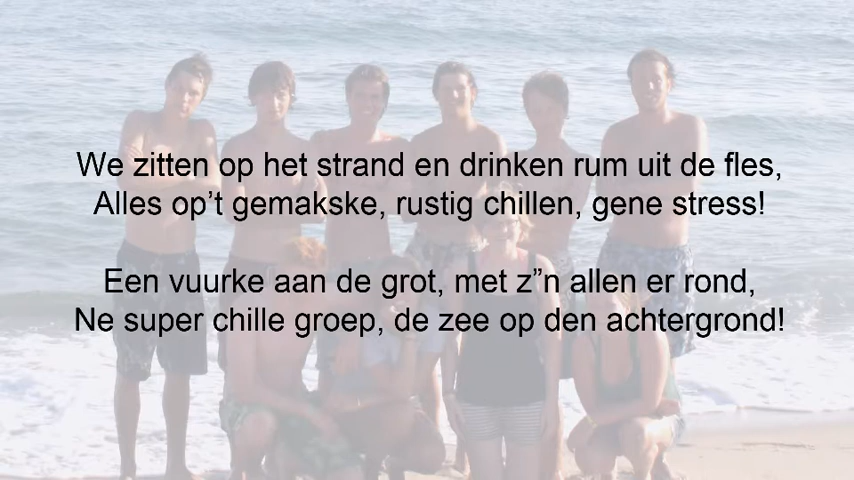 We zitten op het strand en drinken rum uit de fles,
Alles op’t gemakske, rustig chillen, gene stress!
Een vuurke aan de grot, met z”n allen er rond,
Ne super chille groep, de zee op den achtergrond!